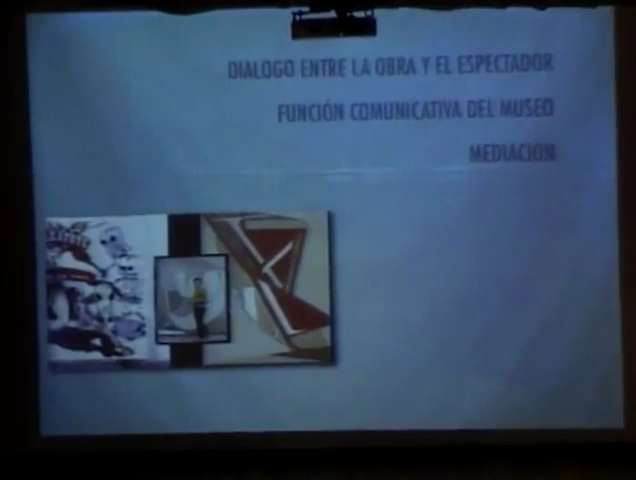 DIALOGO ENTRE LA OBRA Y EL ESPECTADOR
FUNCIÓN COMUNICATIVA DEL MUSEO
MEDIACION